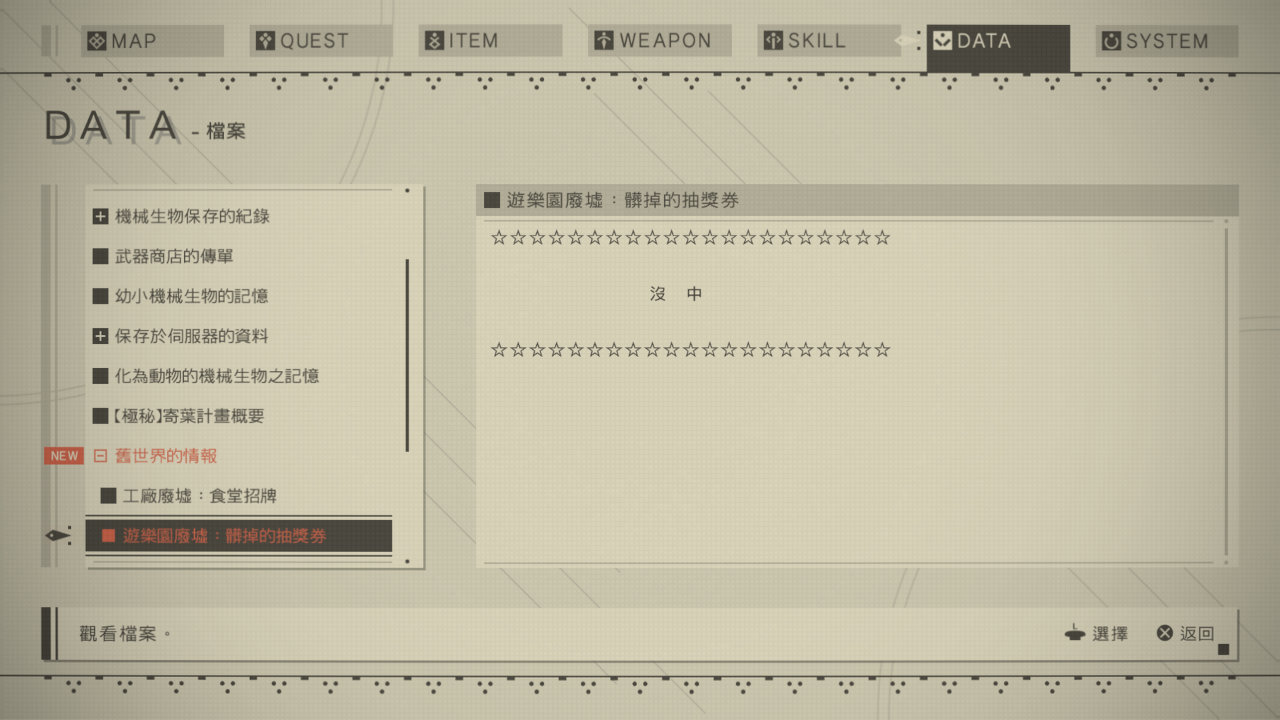 MAP QUEST ITEM WEAPON SKILL DATA SYSTEM
DATA - 檔案
機械生物保存的紀錄
武器商店的傳單
幼小機械生物的記憶
保存於伺服器的資料
化為動物的機械生物之記憶
【極秘】寄葉計畫概要
NEW 舊世界的情報
工廠廢墟：食堂招牌
遊樂園廢墟：髒掉的抽獎券
遊樂園廢墟：髒掉的抽獎券
☆☆☆☆☆☆☆☆☆☆☆☆☆☆☆☆☆☆☆☆☆
沒 中
☆☆☆☆☆☆☆☆☆☆☆☆☆☆☆☆☆☆☆☆☆
觀看檔案。
L 選擇 返回